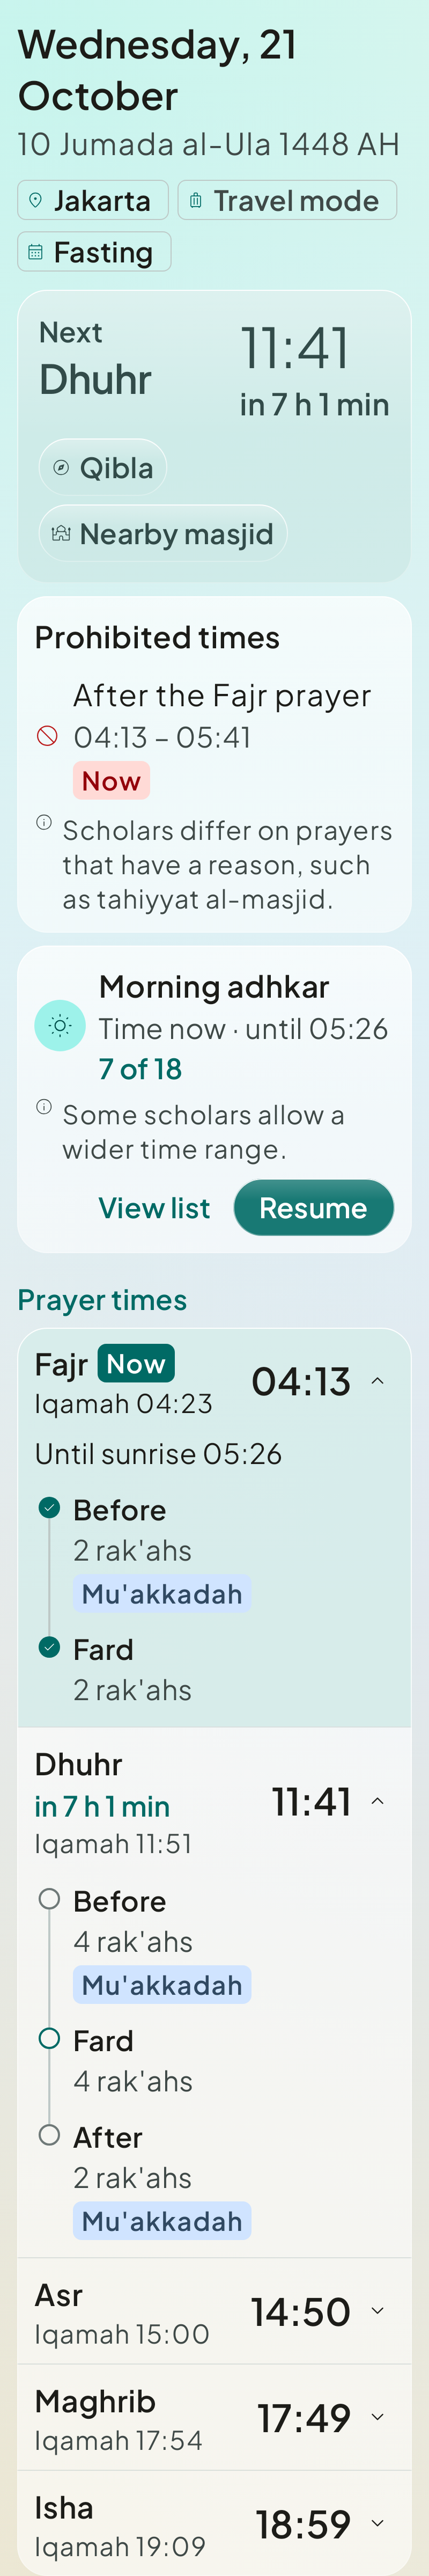 Wednesday, 21
October
10 Jumada al-Ula 1448 AH
Jakarta
Travel mode
Fasting
Next
Dhuhr
11:41
in 7 h 1 min
Qibla
Nearby masjid
Prohibited times
After the Fajr prayer
04:13 – 05:41
Now
Scholars differ on prayers
that have a reason, such
as tahiyyat al-masjid.
Morning adhkar
Time now · until 05:26
7 of 18
Some scholars allow a
wider time range.
View list
Resume
Prayer times
Fajr
Now
04:13
Iqamah 04:23
Until sunrise 05:26
Before
2 rak'ahs
Mu'akkadah
Fard
2 rak'ahs
Dhuhr
in 7 h 1 min
11:41
Iqamah 11:51
Before
4 rak'ahs
Mu'akkadah
Fard
4 rak'ahs
After
2 rak'ahs
Mu'akkadah
Asr
14:50
Iqamah 15:00
Maghrib
17:49
Iqamah 17:54
Isha
18:59
Iqamah 19:09